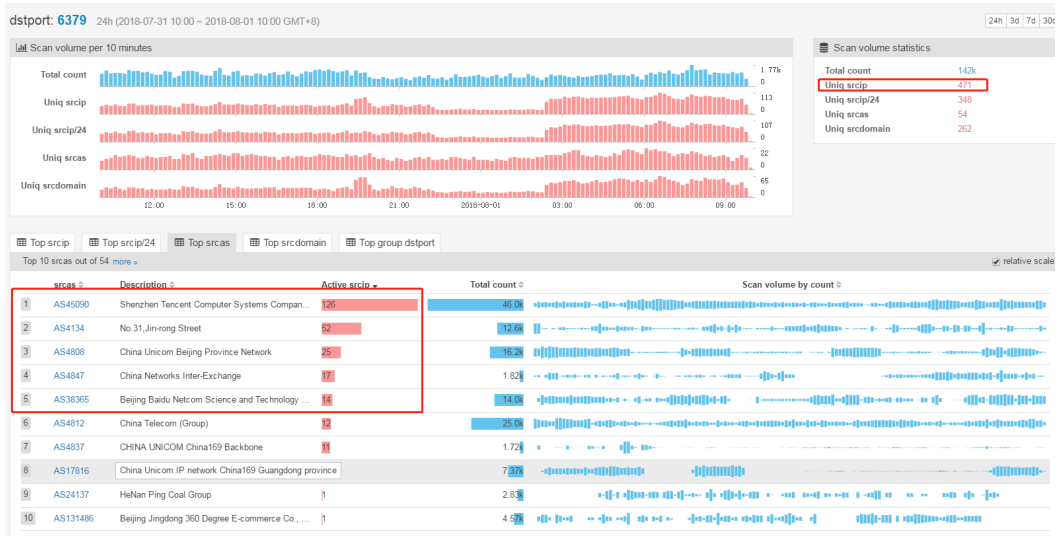 dstport: 6379 24h (2018-07-31 10:00 ~ 2018-08-01 10:00 GMT+8) 24h 3d 7d 30d
Scan volume per 10 minutes
Total count 1.77k 0
Uniq srcip 113 0
Uniq srcip/24 107 0
Uniq srcas 22 0
Uniq srcdomain 65 0
12:00 15:00 18:00 21:00 2018-08-01 03:00 06:00 09:00
Scan volume statistics
Total count 142k
Uniq srcip 471
Uniq srcip/24 348
Uniq srcas 54
Uniq srcdomain 262
Top srcip Top srcip/24 Top srcas Top srcdomain Top group dstport
Top 10 srcas out of 54 more » relative scale
srcas Description Active srcip Total count Scan volume by count
1 AS45090 Shenzhen Tencent Computer Systems Compan... 126 46.0k
2 AS4134 No.31,Jin-rong Street 52 12.6k
3 AS4808 China Unicom Beijing Province Network 25 16.2k
4 AS4847 China Networks Inter-Exchange 17 1.82k
5 AS38365 Beijing Baidu Netcom Science and Technology ... 14 14.0k
6 AS4812 China Telecom (Group) 12 25.0k
7 AS4837 CHINA UNICOM China169 Backbone 11 1.72k
8 AS17816 China Unicom IP network China169 Guangdong province 7.37k
9 AS24137 HeNan Ping Coal Group 1 2.83k
10 AS131486 Beijing Jingdong 360 Degree E-commerce Co., ... 1 4.57k